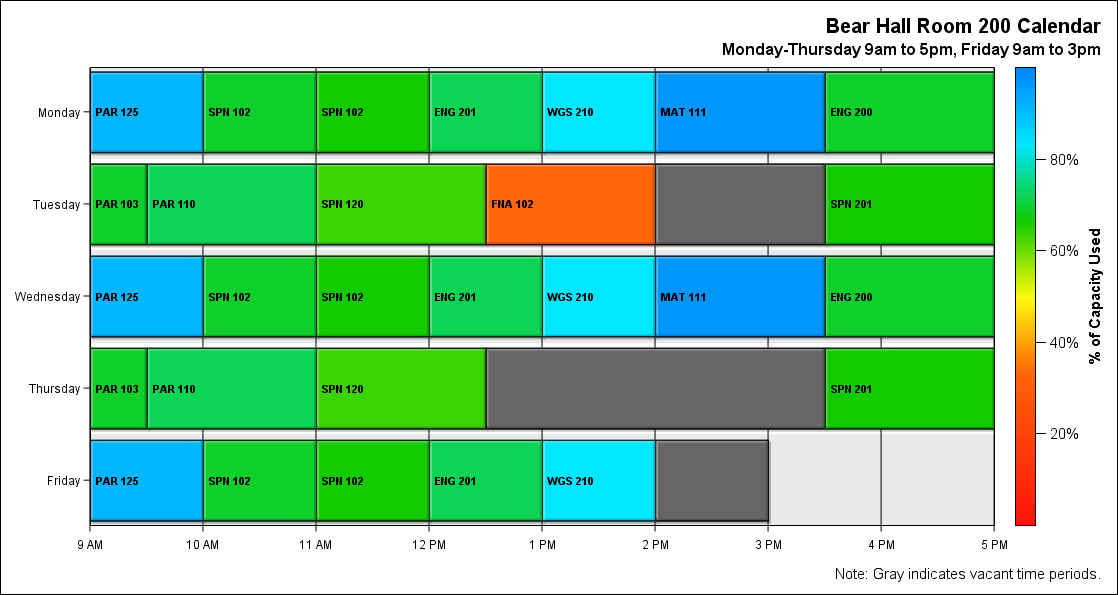 Bear Hall Room 200 Calendar
Monday-Thursday 9am to 5pm, Friday 9am to 3pm
Monday PAR 125 SPN 102 SPN 102 ENG 201 WGS 210 MAT 111 ENG 200
Tuesday PAR 103 PAR 110 SPN 120 FNA 102 SPN 201
Wednesday PAR 125 SPN 102 SPN 102 ENG 201 WGS 210 MAT 111 ENG 200
Thursday PAR 103 PAR 110 SPN 120 SPN 201
Friday PAR 125 SPN 102 SPN 102 ENG 201 WGS 210
9 AM 10 AM 11 AM 12 PM 1 PM 2 PM 3 PM 4 PM 5 PM
80%
60%
40%
20%
% of Capacity Used
Note: Gray indicates vacant time periods.